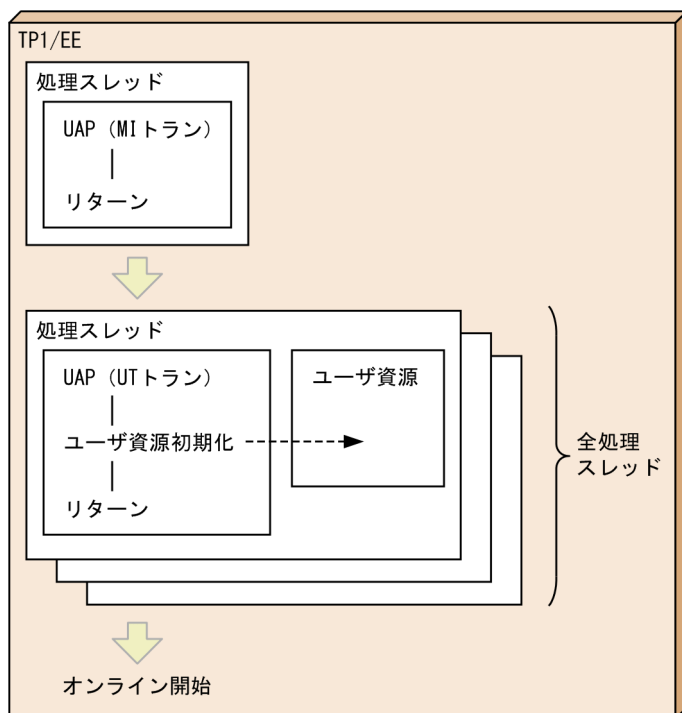 TP1/EE
処理スレッド
UAP（MIトラン）
リターン
処理スレッド
UAP（UTトラン）
ユーザ資源
ユーザ資源初期化
リターン
全処理
スレッド
オンライン開始